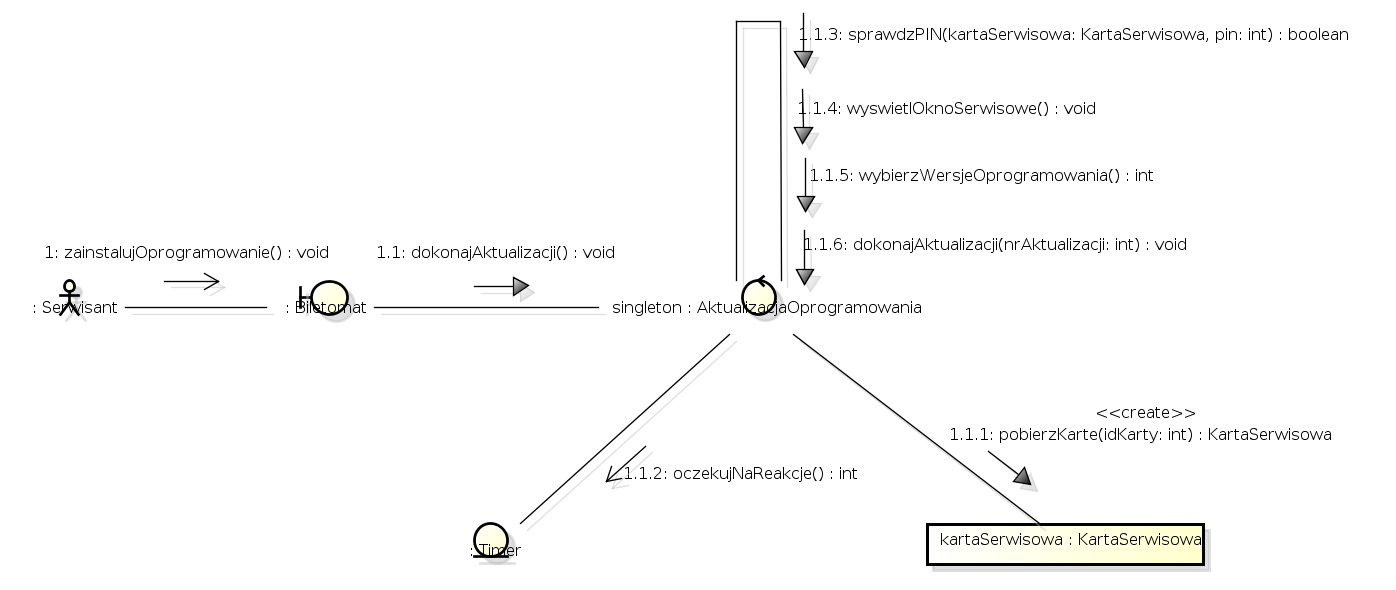 1.1.3: sprawdzPIN(kartaSerwisowa: KartaSerwisowa, pin: int) : boolean
1.1.4: wyswietlOknoSerwisowe() : void
1.1.5: wybierzWersjeOprogramowania() : int
1.1.6: dokonajAktualizacji(nrAktualizacji: int) : void
1: zainstalujOprogramowanie() : void
1.1: dokonajAktualizacji() : void
: Serwisant
: Biletomat
singleton : AktualizacjaOprogramowania
<<create>>
1.1.1: pobierzKarte(idKarty: int) : KartaSerwisowa
1.1.2: oczekujNaReakcje() : int
kartaSerwisowa : KartaSerwisowa
: Timer